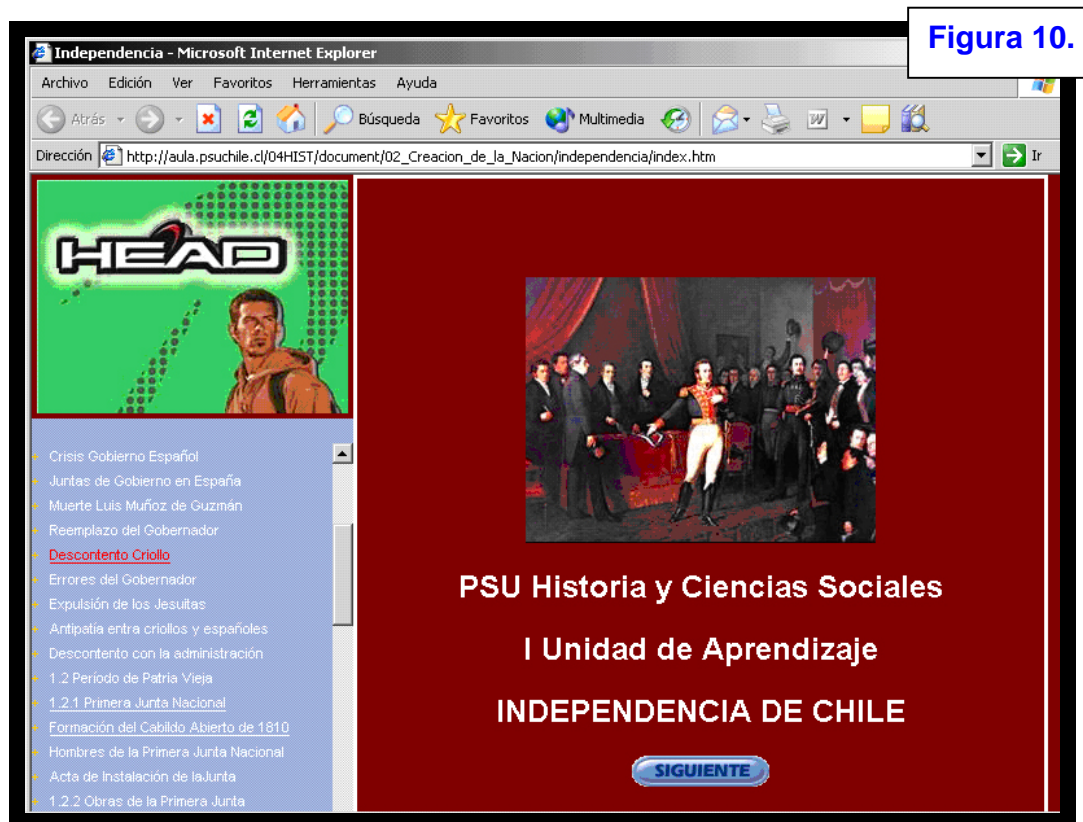 Figura 10.
Independencia - Microsoft Internet Explorer
Archivo Edición Ver Favoritos Herramientas Ayuda
Atrás Búsqueda Favoritos Multimedia
Dirección http://aula.psuchile.cl/04HIST/document/02_Creacion_de_la_Nacion/independencia/index.htm Ir
HEAD
Crisis Gobierno Español
Juntas de Gobierno en España
Muerte Luis Muñoz de Guzmán
Reemplazo del Gobernador
Descontento Criollo
Errores del Gobernador
Expulsión de los Jesuitas
Antipatía entra criollos y españoles
Descontento con la administración
1.2 Período de Patria Vieja
1.2.1 Primera Junta Nacional
Formación del Cabildo Abierto de 1810
Hombres de la Primera Junta Nacional
Acta de Instalación de laJunta
1.2.2 Obras de la Primera Junta
PSU Historia y Ciencias Sociales
I Unidad de Aprendizaje
INDEPENDENCIA DE CHILE
SIGUIENTE